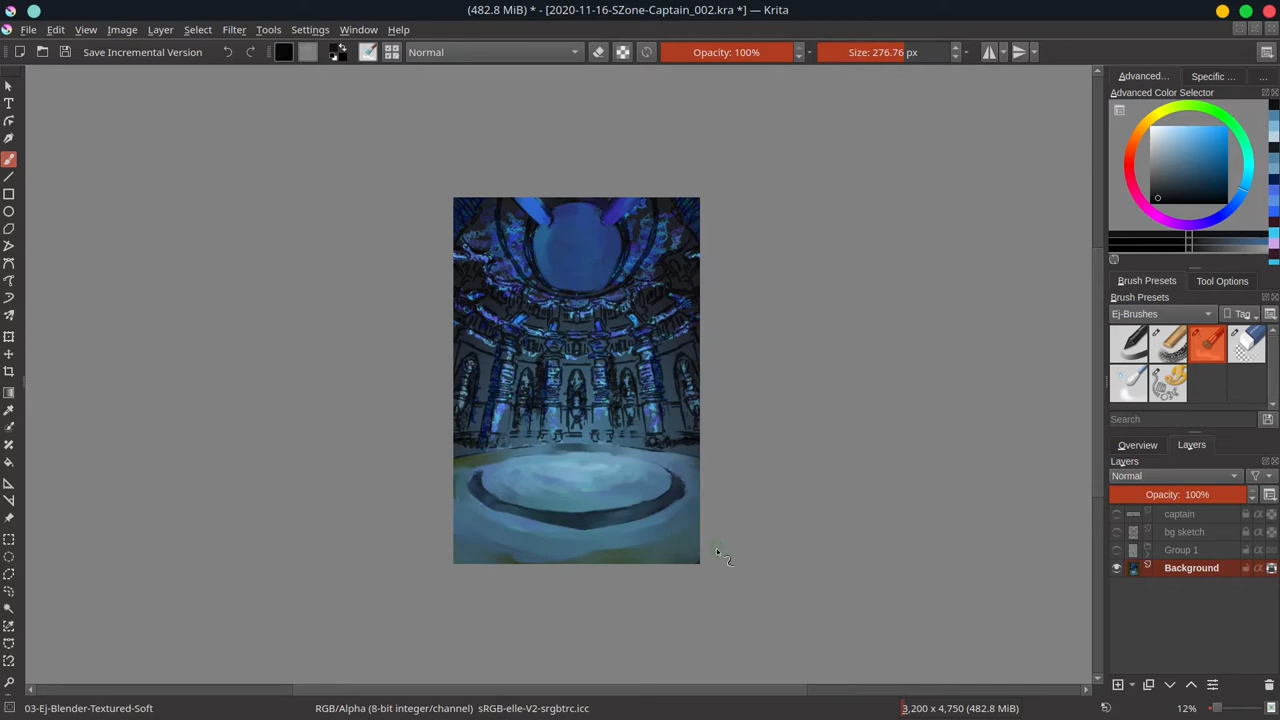 (482.8 MiB) * - [2020-11-16-SZone-Captain_002.kra *] — Krita
File Edit View Image Filter Layer Select Tools Settings Window Help
Save Incremental Version Normal Opacity: 100% Size: 276.76 px
Advanced... Specific ... ...
Advanced Color Selector
Brush Presets Tool Options
Brush Presets
Ej-Brushes Tag
Search
Overview Layers
Layers
Normal
Opacity: 100%
captain
bg sketch
Group 1
Background
03-Ej-Blender-Textured-Soft RGB/Alpha (8-bit integer/channel) sRGB-elle-V2-srgbtrc.icc 3,200 x 4,750 (482.8 MiB) 12%